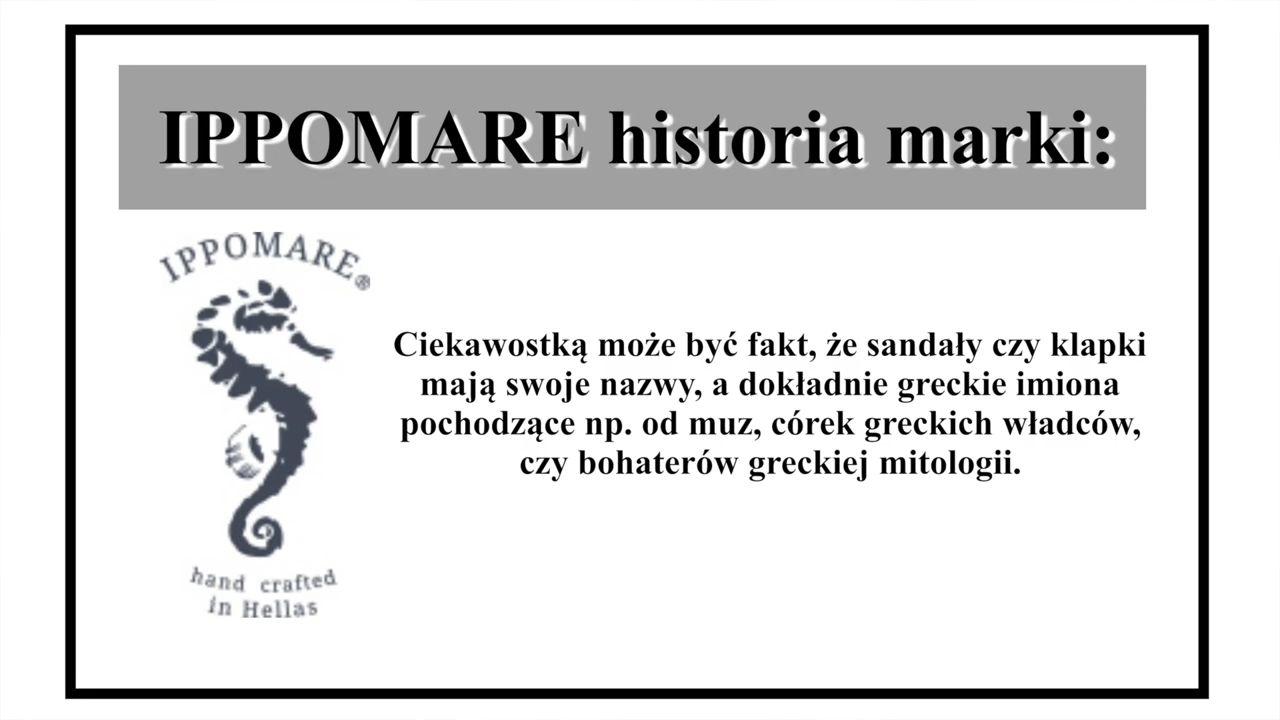 IPPOMARE historia marki:
IPPOMARE®
Ciekawostką może być fakt, że sandały czy klapki
mają swoje nazwy, a dokładnie greckie imiona
pochodzące np. od muz, córek greckich władców,
czy bohaterów greckiej mitologii.
hand crafted
in Hellas